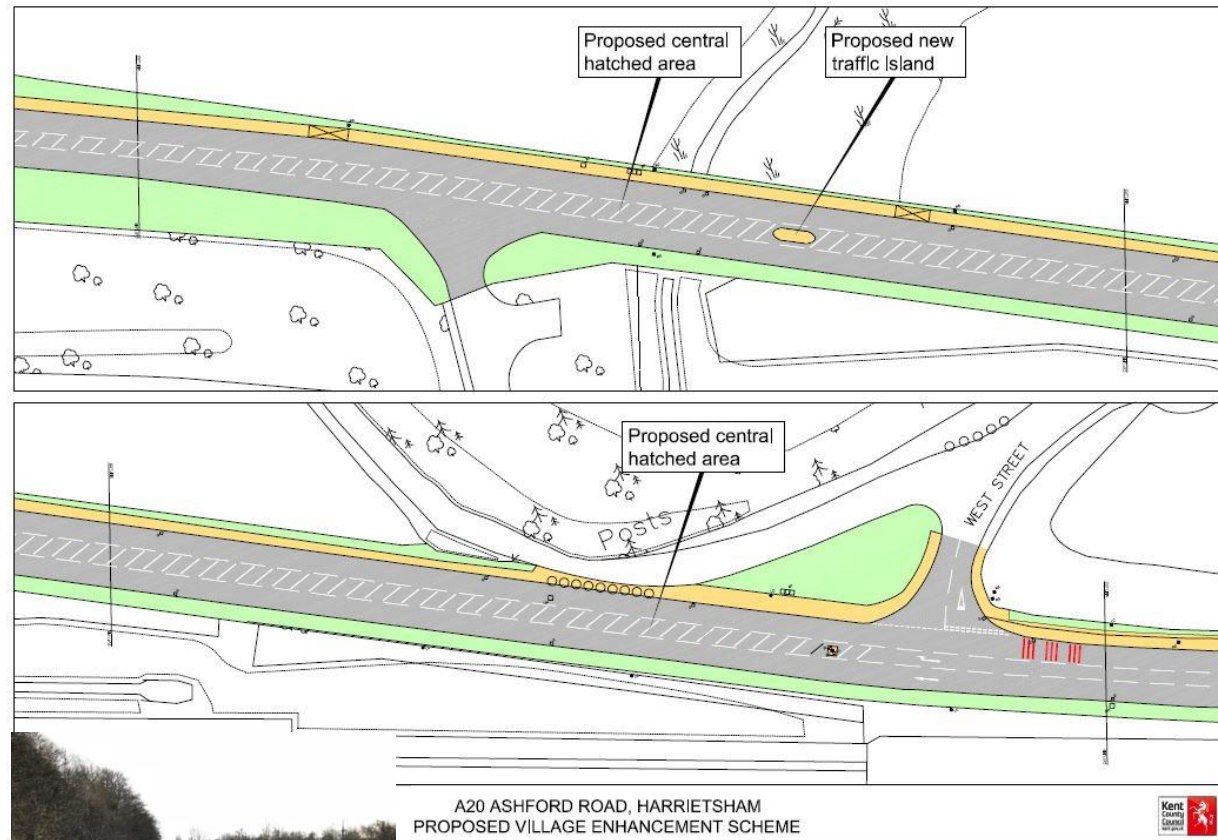 Proposed central
hatched area
Proposed new
traffic island
Proposed central
hatched area
Posts
WEST STREET
A20 ASHFORD ROAD, HARRIETSHAM
PROPOSED VILLAGE ENHANCEMENT SCHEME
Kent
County
Council